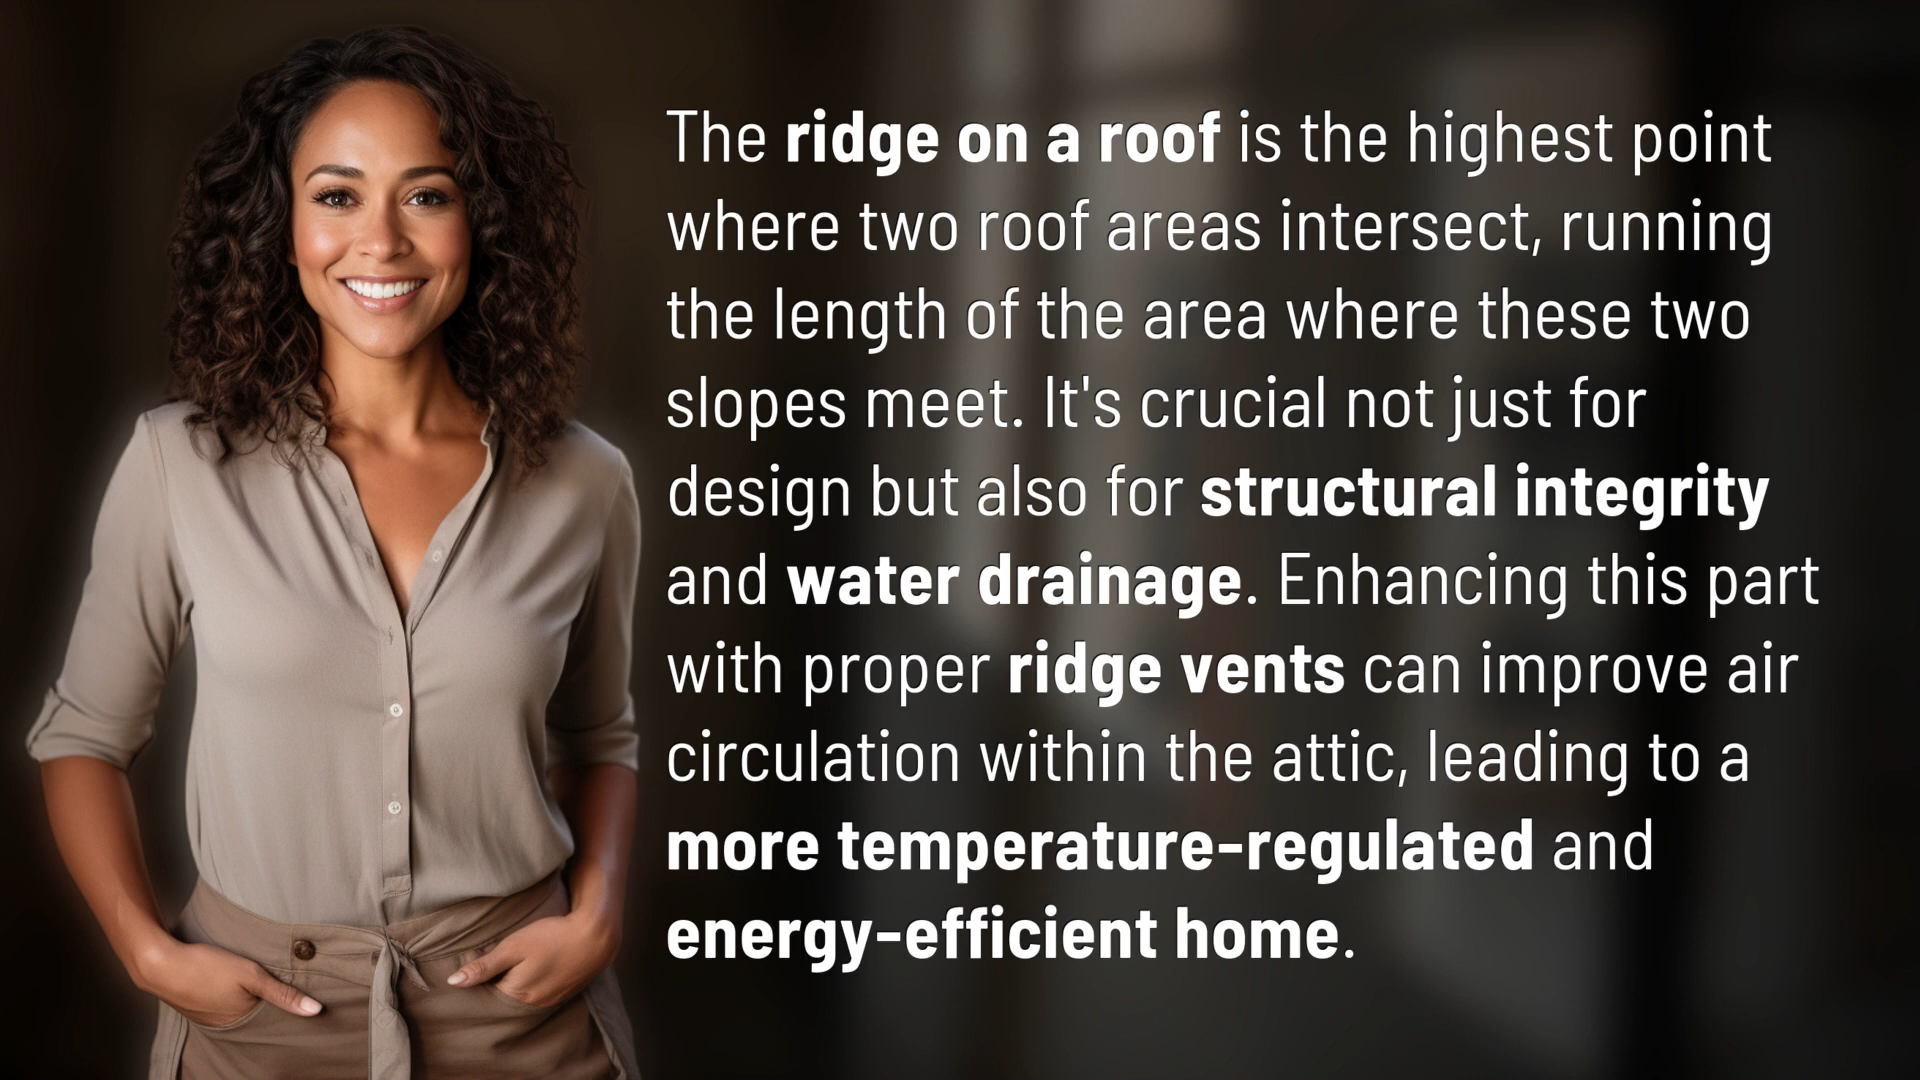 The ridge on a roof is the highest point
where two roof areas intersect, running
the length of the area where these two
slopes meet. It's crucial not just for
design but also for structural integrity
and water drainage. Enhancing this part
with proper ridge vents can improve air
circulation within the attic, leading to a
more temperature-regulated and
energy-efficient home.